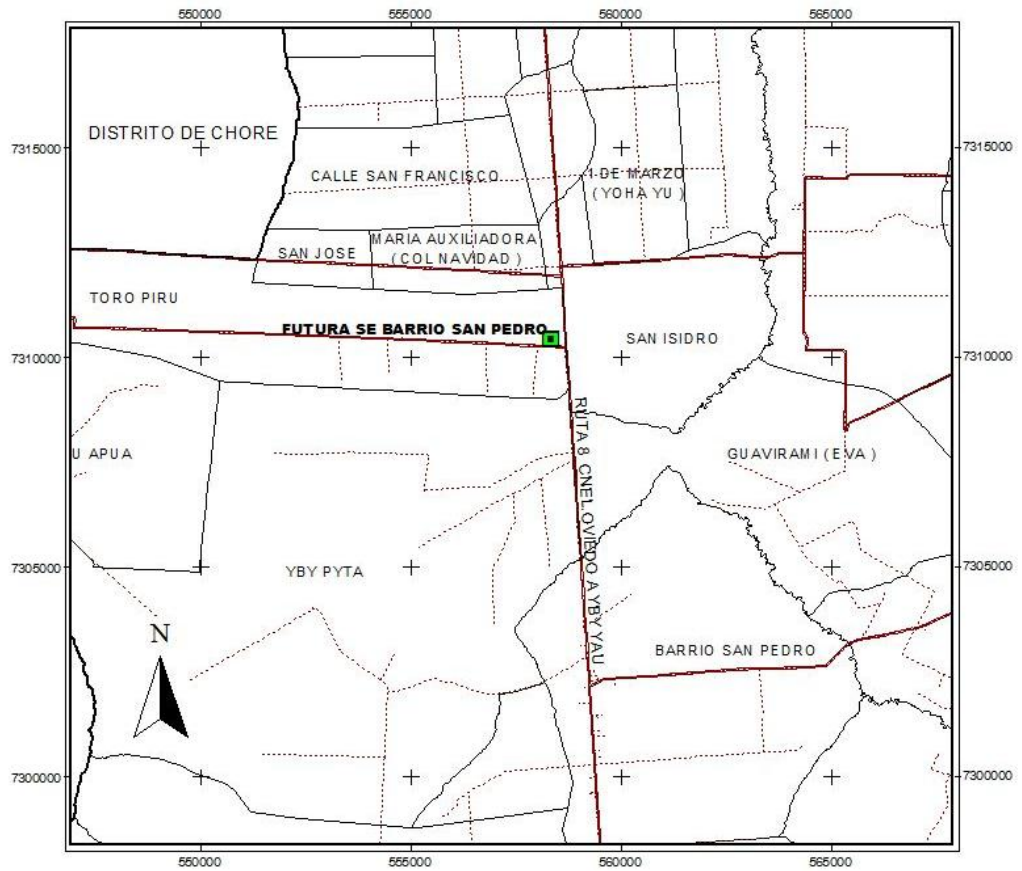 550000 555000 560000 565000
DISTRITO DE CHORE
7315000 7315000
CALLE SAN FRANCISCO
1 DE MARZO
(YOHA YU)
MARIA AUXILIADORA
(COL NAVIDAD)
SAN JOSE
TORO PIRU
FUTURA SE BARRIO SAN PEDRO
SAN ISIDRO
7310000 7310000
RUTA 8 CNEL OVIEDO A YBY YAU
U APUA
GUAVIRAMI (EVA)
YBY PYTA
7305000 7305000
N
BARRIO SAN PEDRO
7300000 7300000
550000 555000 560000 565000